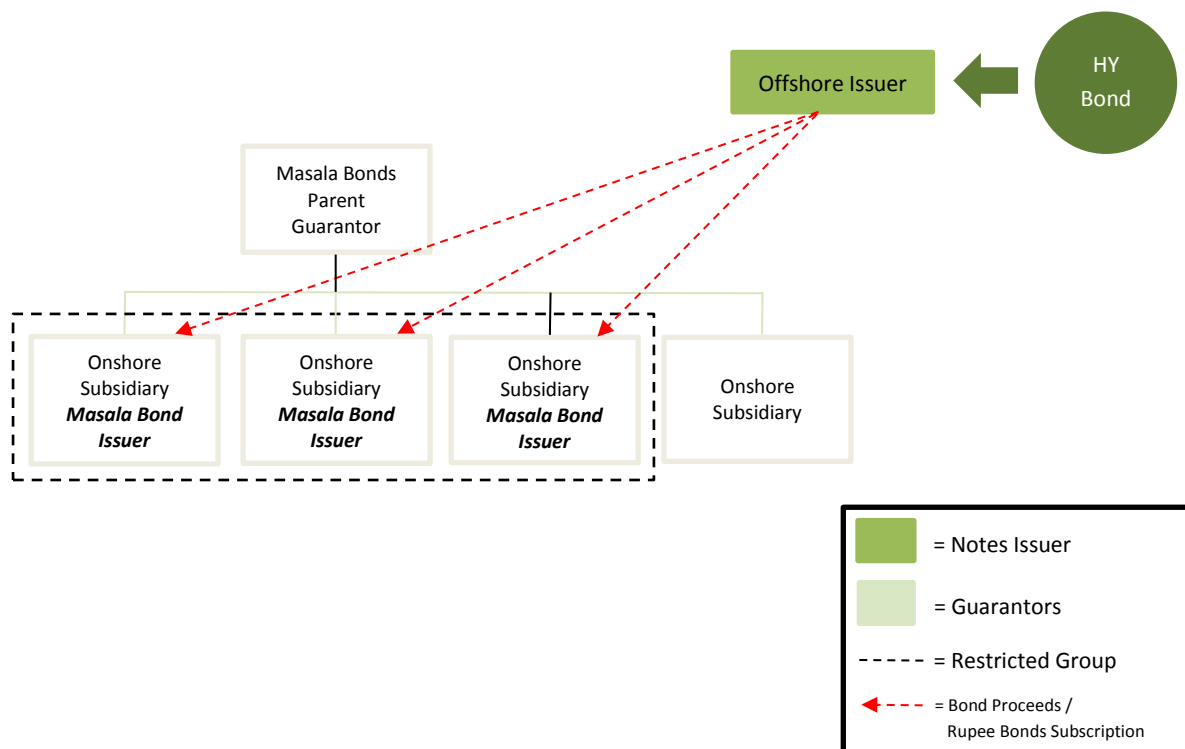 HY
Bond
Offshore Issuer
Masala Bonds
Parent
Guarantor
Onshore
Subsidiary
Masala Bond
Issuer
Onshore
Subsidiary
Masala Bond
Issuer
Onshore
Subsidiary
Masala Bond
Issuer
Onshore
Subsidiary
= Notes Issuer
= Guarantors
= Restricted Group
= Bond Proceeds /
Rupee Bonds Subscription